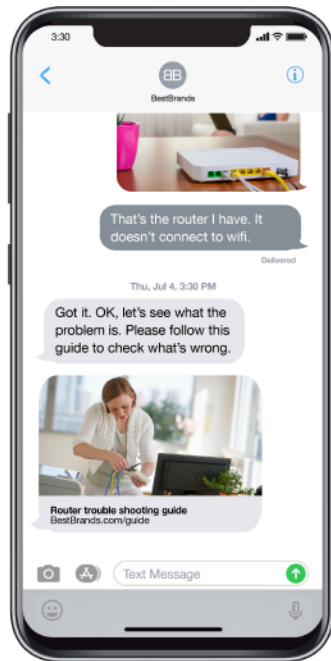 3:30
BB
BestBrands
That's the router I have. It
doesn't connect to wifi.
Delivered
Thu, Jul 4, 3:30 PM
Got it. OK, let's see what the
problem is. Please follow this
guide to check what's wrong.
Router trouble shooting guide
BestBrands.com/guide
Text Message